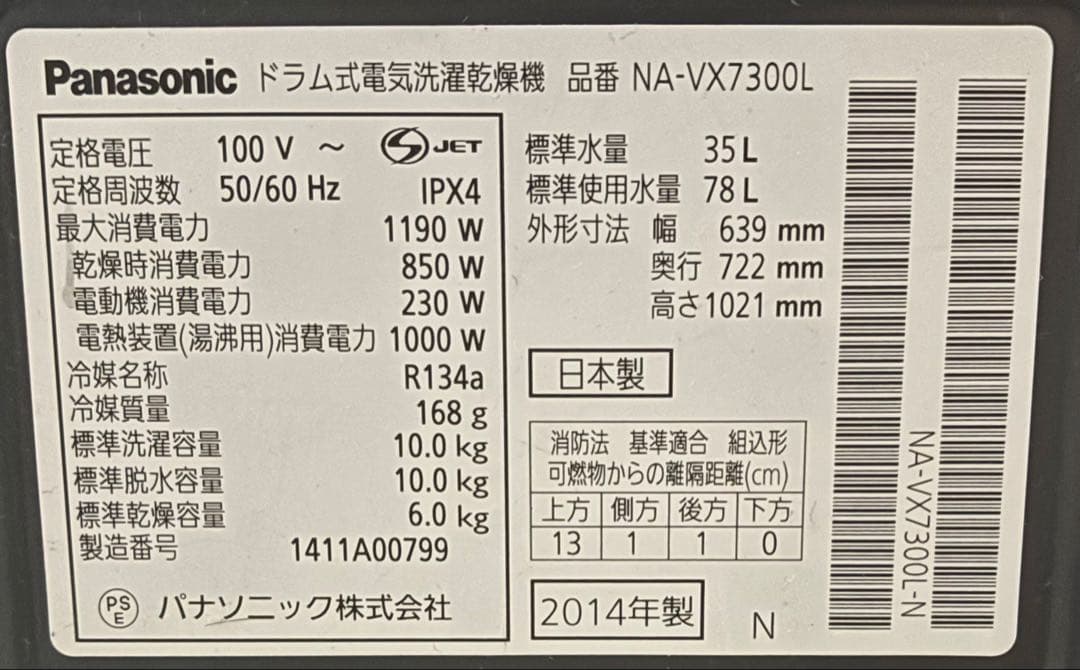 Panasonic ドラム式電気洗濯乾燥機 品番 NA-VX7300L
定格電圧 100 V ～ JET
定格周波数 50/60 Hz IPX4
最大消費電力 1190 W
乾燥時消費電力 850 W
電動機消費電力 230 W
電熱装置(湯沸用)消費電力 1000 W
冷媒名称 R134a
冷媒質量 168 g
標準洗濯容量 10.0 kg
標準脱水容量 10.0 kg
標準乾燥容量 6.0 kg
製造番号 1411A00799
PS E パナソニック株式会社
標準水量 35 L
標準使用水量 78 L
外形寸法 幅 639 mm
奥行 722 mm
高さ 1021 mm
日本製
消防法 基準適合 組込形
可燃物からの離隔距離(cm)
上方 側方 後方 下方
13 1 1 0
2014年製 N
NA-VX7300L-N